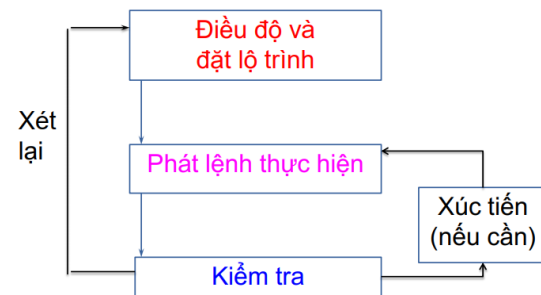 Điều độ và
đặt lộ trình
Xét
lại
Phát lệnh thực hiện
Xúc tiến
(nếu cần)
Kiểm tra